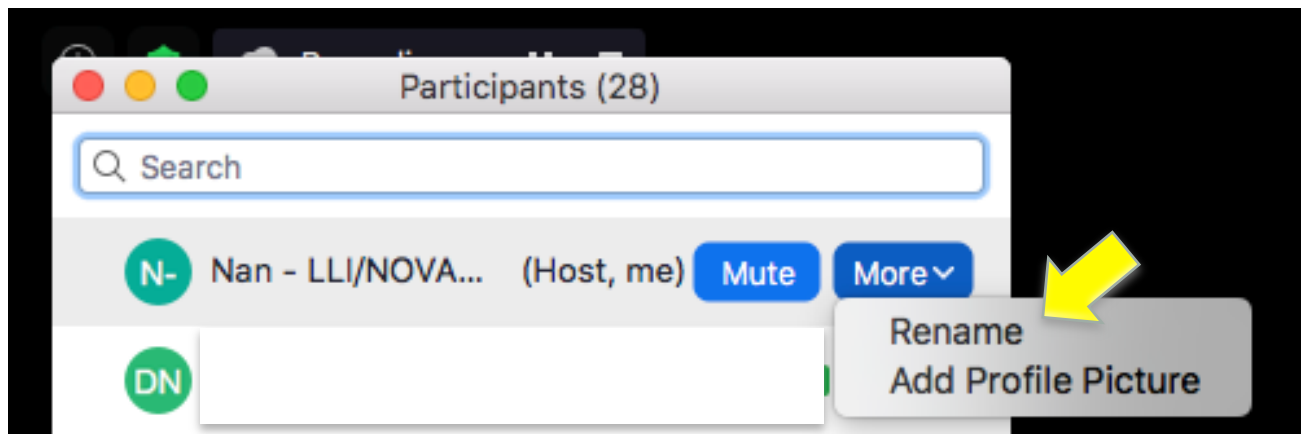 Participants (28)
Search
N- Nan - LLI/NOVA... (Host, me) Mute More
Rename
DN
Add Profile Picture